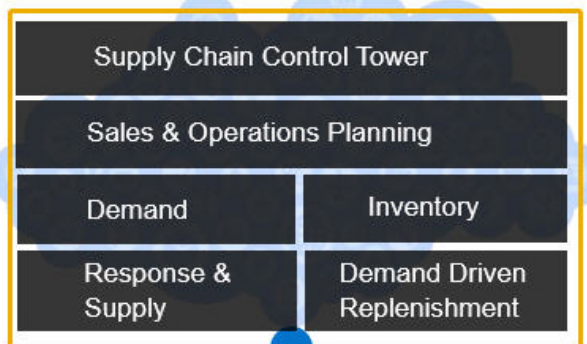 Supply Chain Control Tower
Sales & Operations Planning
Demand
Inventory
Response &
Supply
Demand Driven
Replenishment